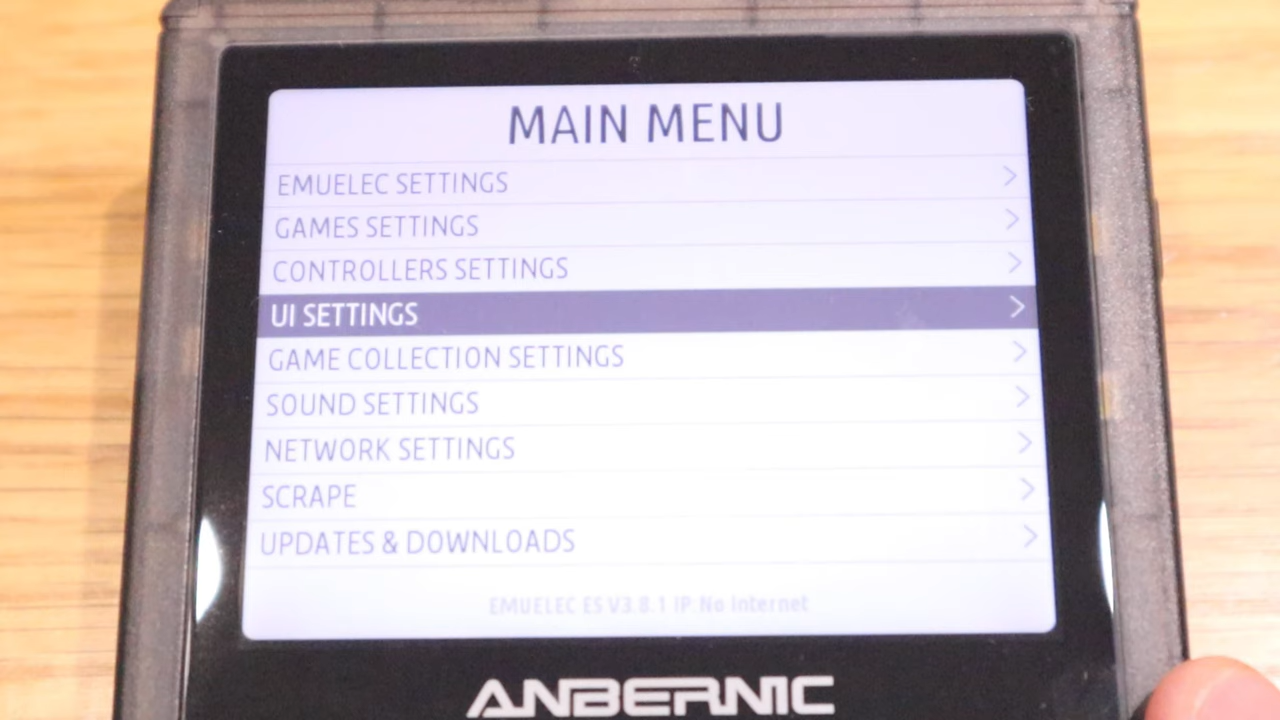 MAIN MENU
EMUELEC SETTINGS
GAMES SETTINGS
CONTROLLERS SETTINGS
UI SETTINGS
GAME COLLECTION SETTINGS
SOUND SETTINGS
NETWORK SETTINGS
SCRAPE
UPDATES & DOWNLOADS
EMUELEC ES V3.8.1 IP:No Internet
ANBERNIC